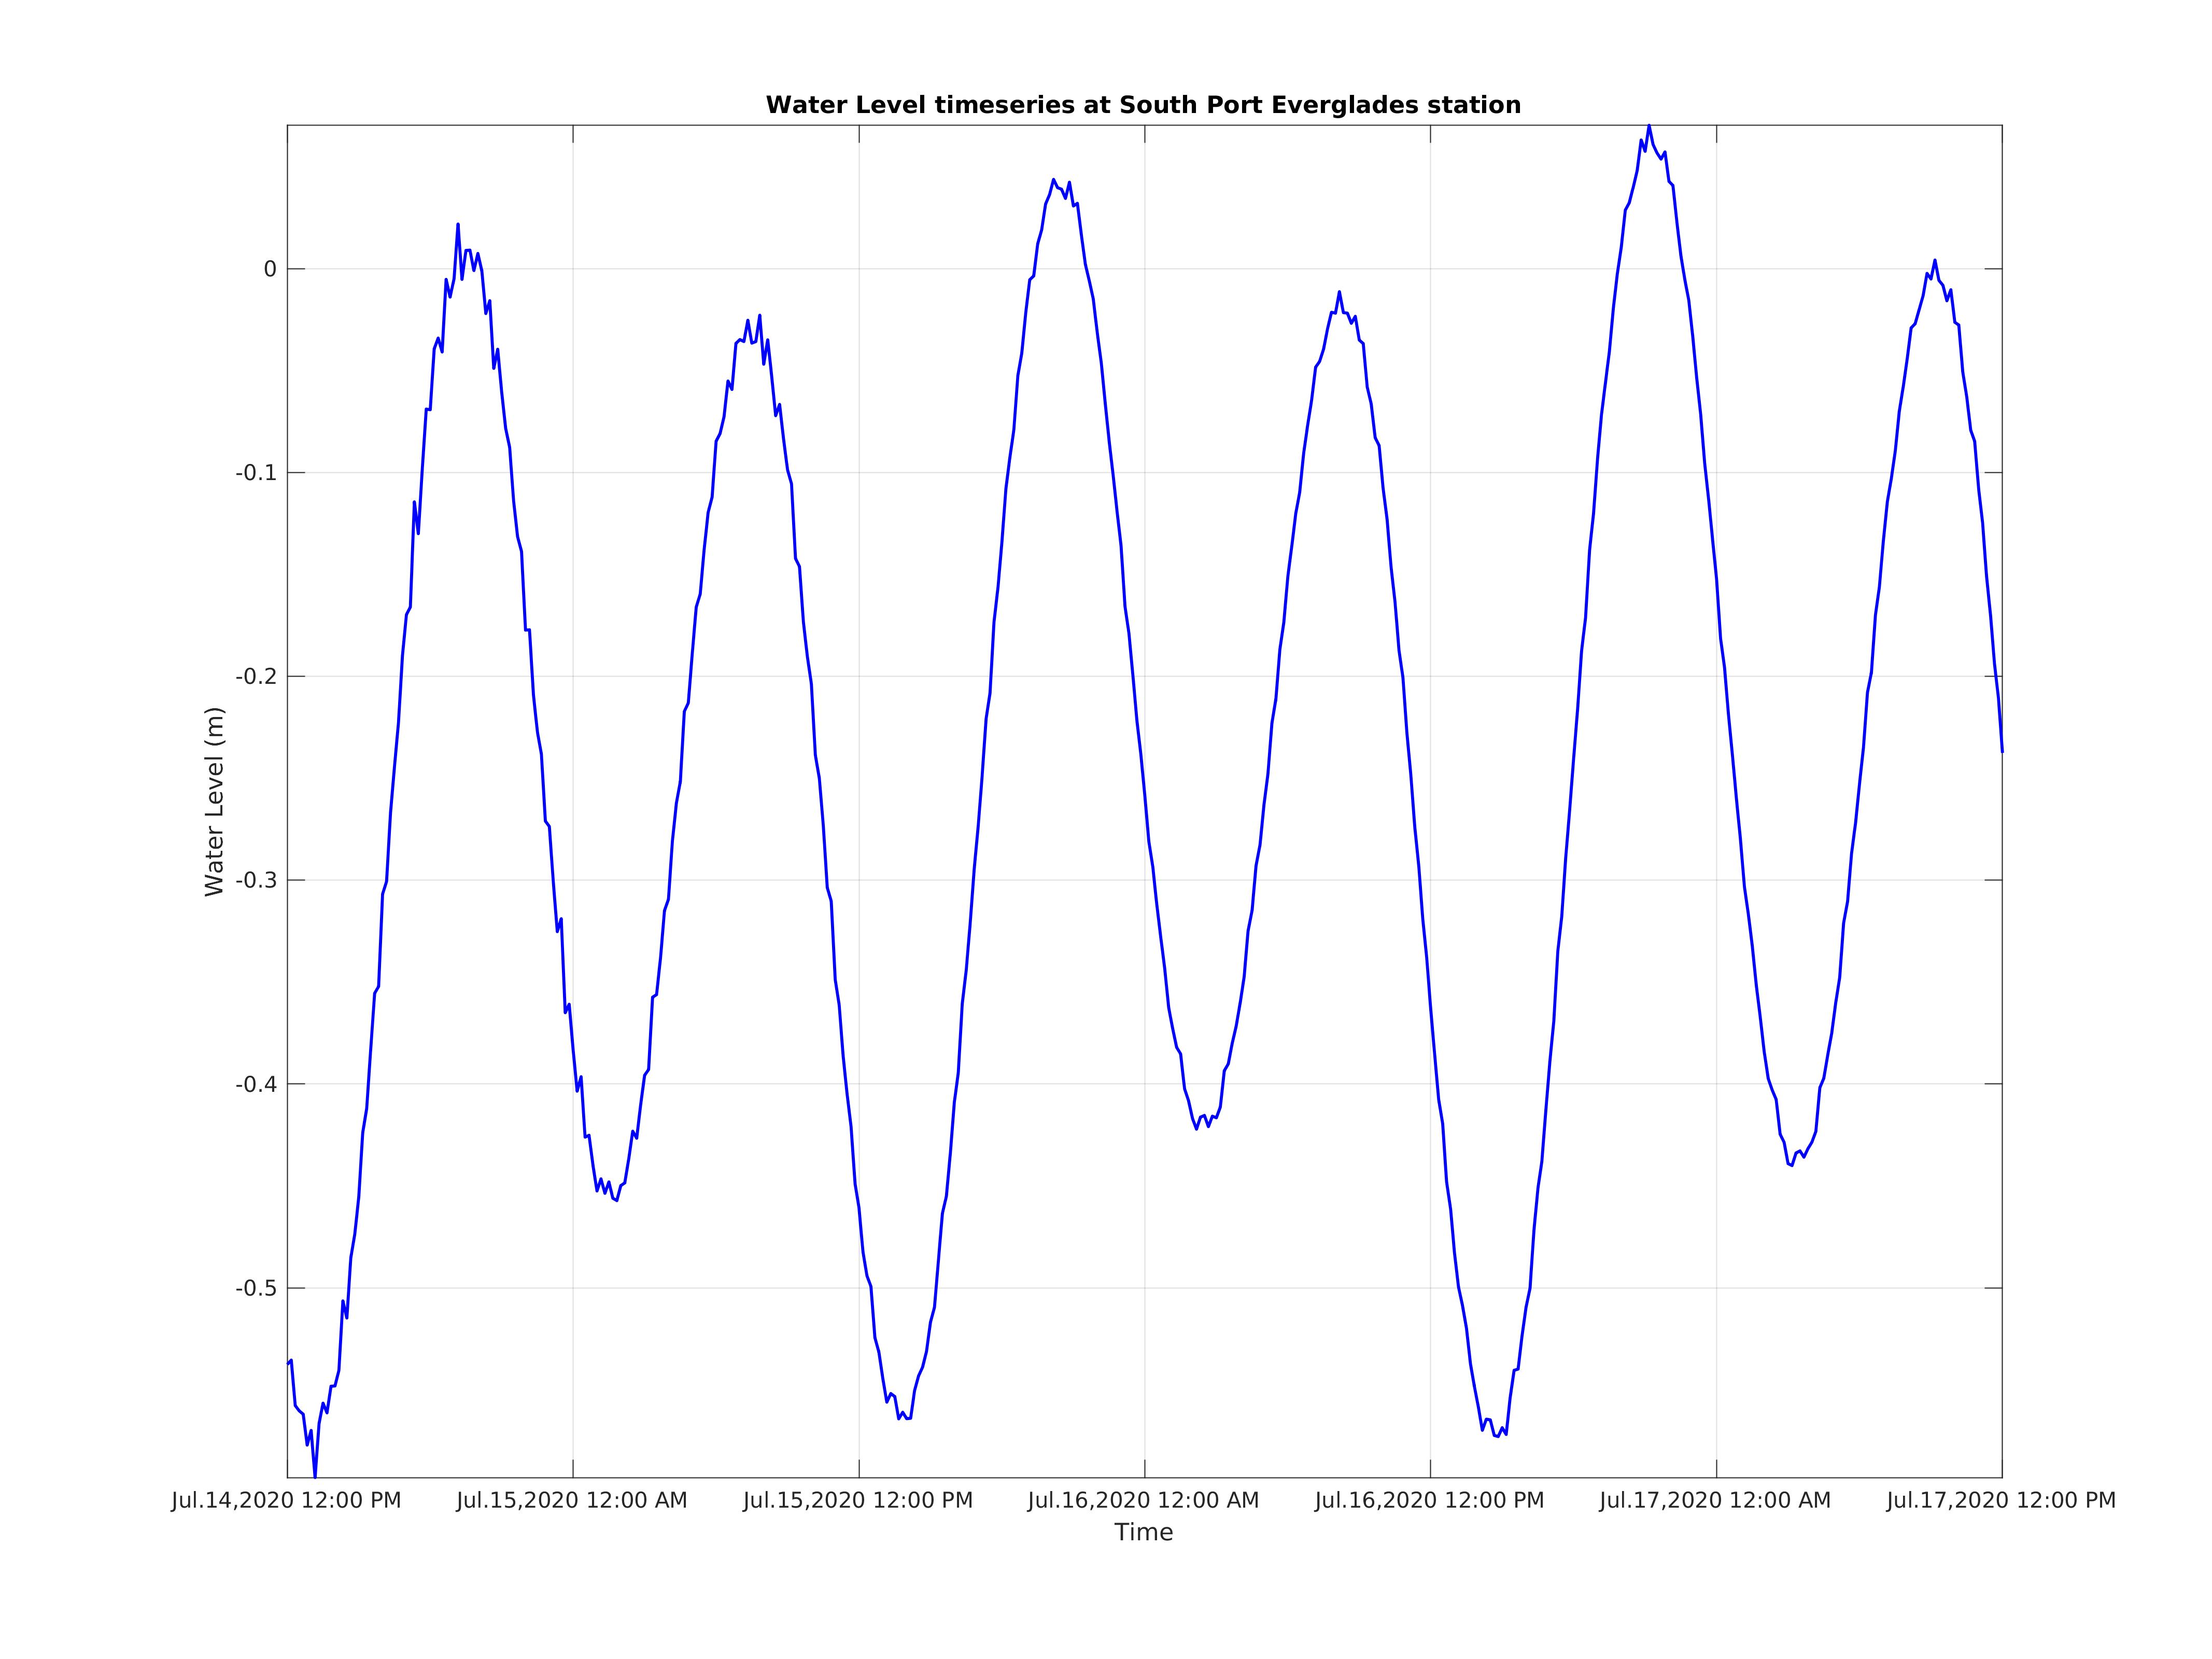 Water Level timeseries at South Port Everglades station
0
-0.1
-0.2
-0.3
-0.4
-0.5
Water Level (m)
Jul.14,2020 12:00 PM
Jul.15,2020 12:00 AM
Jul.15,2020 12:00 PM
Jul.16,2020 12:00 AM
Jul.16,2020 12:00 PM
Jul.17,2020 12:00 AM
Jul.17,2020 12:00 PM
Time